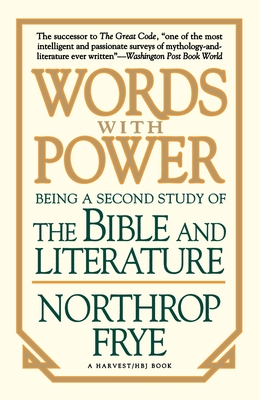 The successor to The Great Code, “one of the most
intelligent and passionate surveys of mythology-and-
literature ever written”—Washington Post Book World
WORDS
WITH
POWER
BEING A SECOND STUDY OF
THE BIBLE AND
LITERATURE
NORTHROP
FRYE
A HARVEST/HBJ BOOK